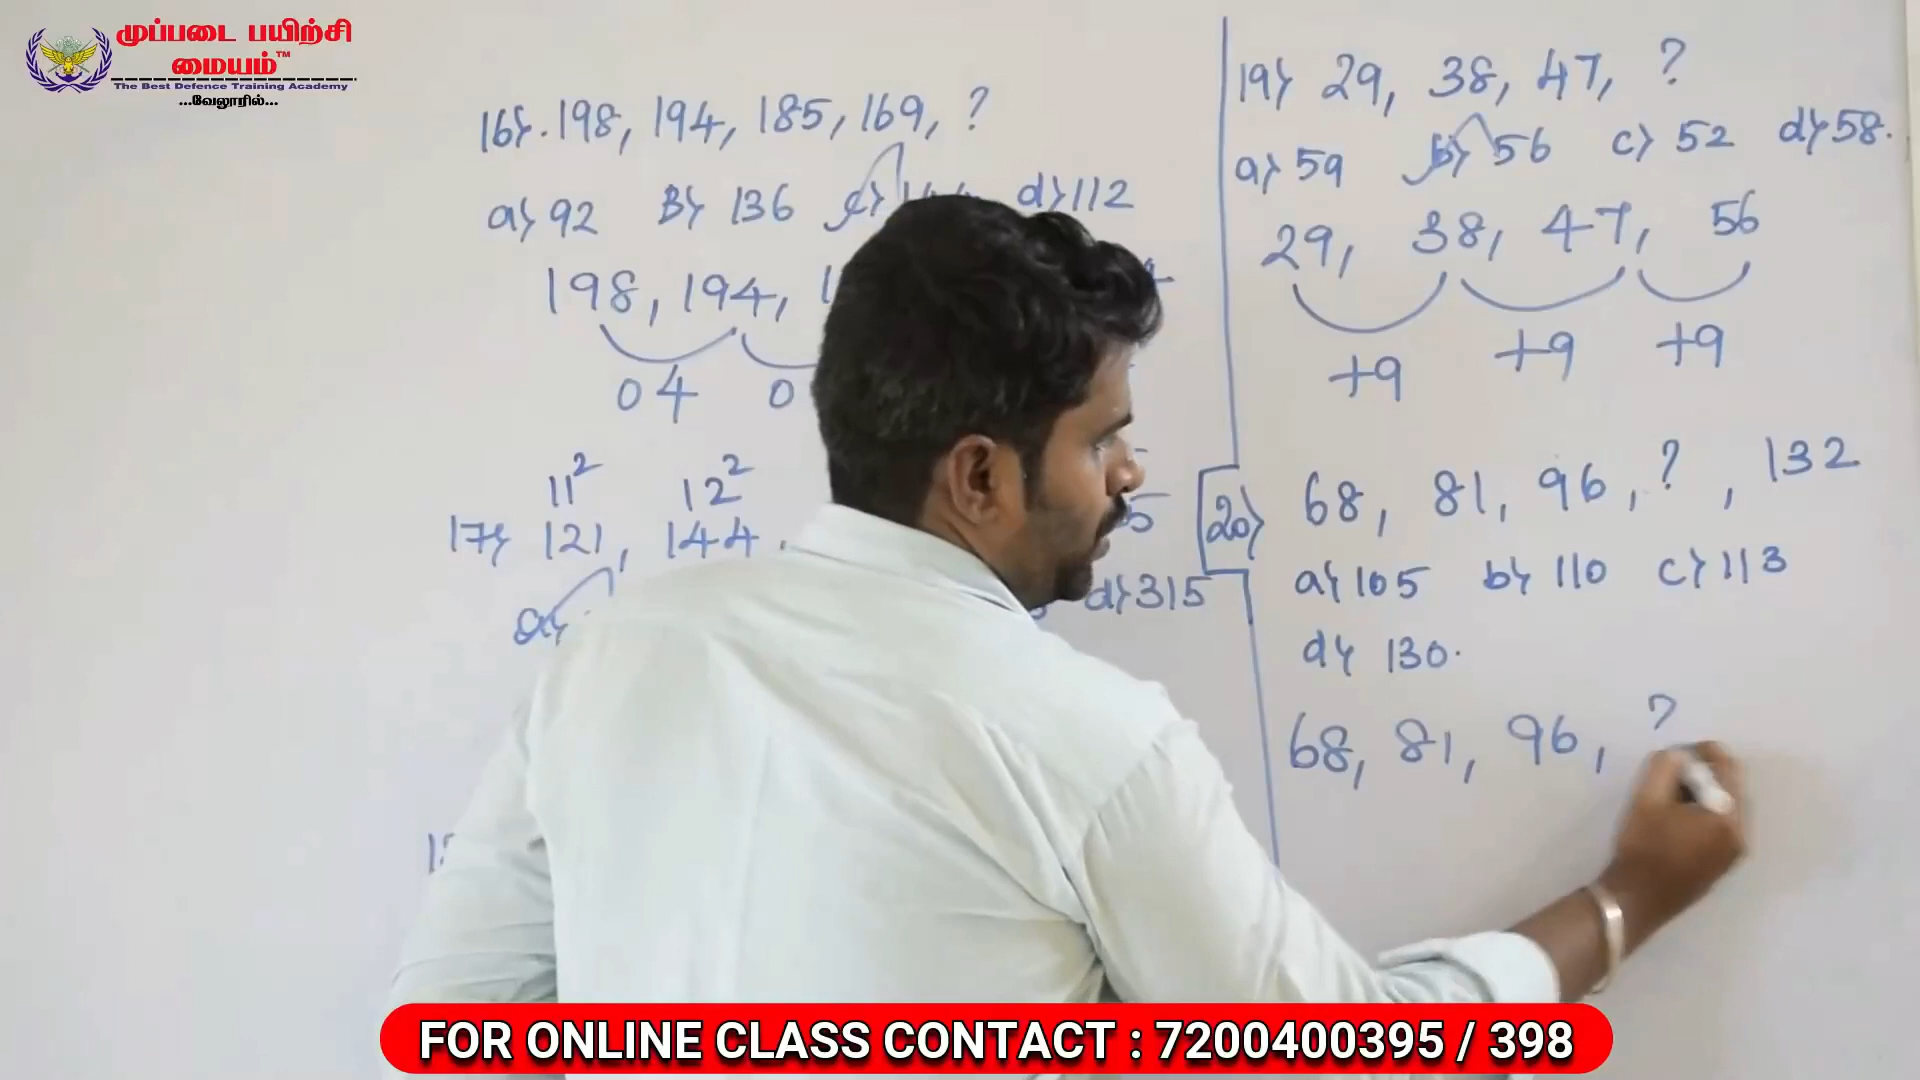 முப்படை பயிற்சி
மையம்™
The Best Defence Training Academy
...வேலூரில்...
16). 198, 194, 185, 169, ?
a) 92 B) 136 c) d) 112
198, 194,
04 0
11² 12²
17) 121, 144
d) 315
19) 29, 38, 47, ?
a) 59 b) 56 c) 52 d) 58.
29, 38, 47, 56
+9 +9 +9
20) 68, 81, 96, ?, 132
a) 105 b) 110 c) 113
d) 130.
68, 81, 96, ?
FOR ONLINE CLASS CONTACT : 7200400395 / 398